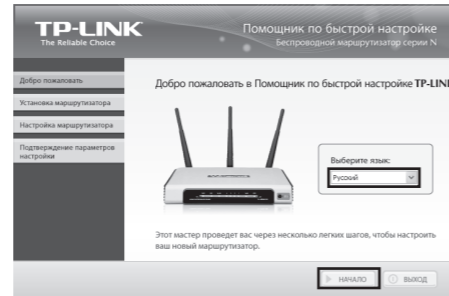 TP-LINK
The Reliable Choice
Помощник по быстрой настройке
Беспроводной маршрутизатор серии N
Добро пожаловать
Установка маршрутизатора
Настройка маршрутизатора
Подтверждение параметров
настройки
Добро пожаловать в Помощник по быстрой настройке TP-LINK
Выберите язык:
Русский
Этот мастер проведет вас через несколько легких шагов, чтобы настроить
ваш новый маршрутизатор.
НАЧАЛО
ВЫХОД